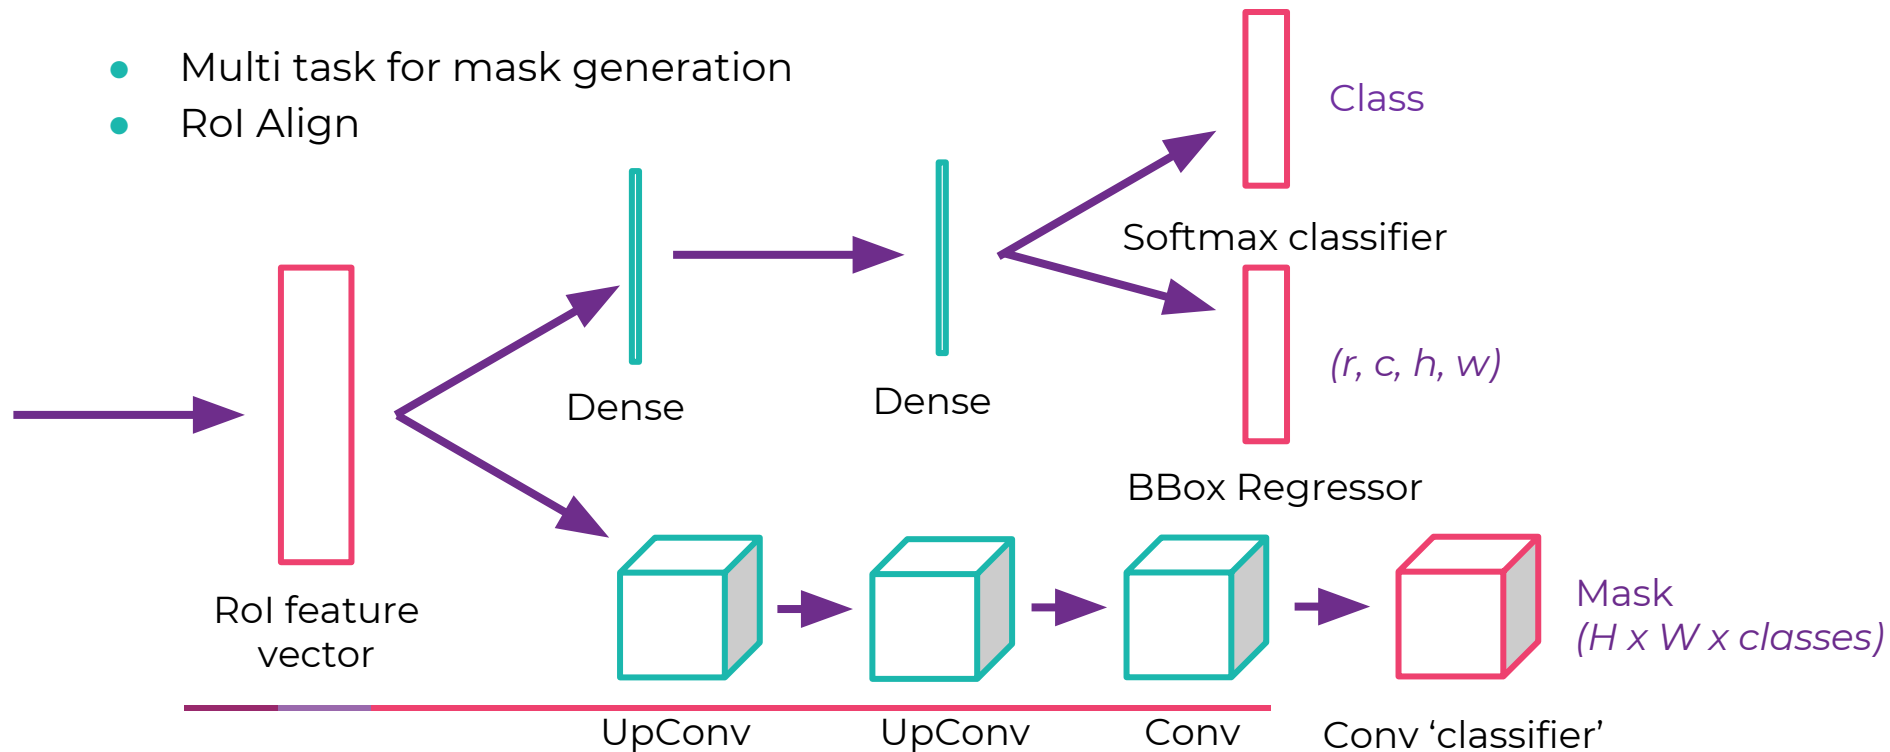 Multi task for mask generation
RoI Align
Class
Softmax classifier
(r, c, h, w)
Dense
Dense
BBox Regressor
RoI feature
vector
Mask
(H x W x classes)
UpConv
UpConv
Conv
Conv ‘classifier’